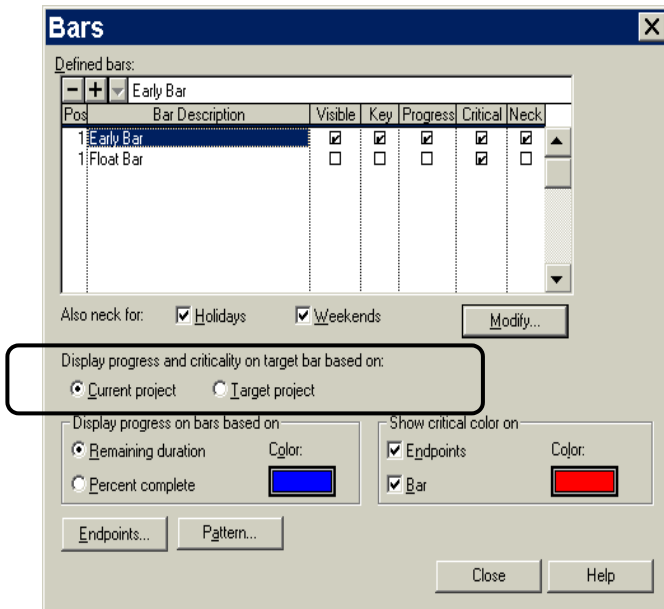 Bars
Defined bars:
Early Bar
Pos Bar Description Visible Key Progress Critical Neck
1 Early Bar
1 Float Bar
Also neck for: Holidays Weekends Modify...
Display progress and criticality on target bar based on:
Current project Target project
Display progress on bars based on
Remaining duration Color:
Percent complete
Show critical color on
Endpoints Color:
Bar
Endpoints... Pattern...
Close Help